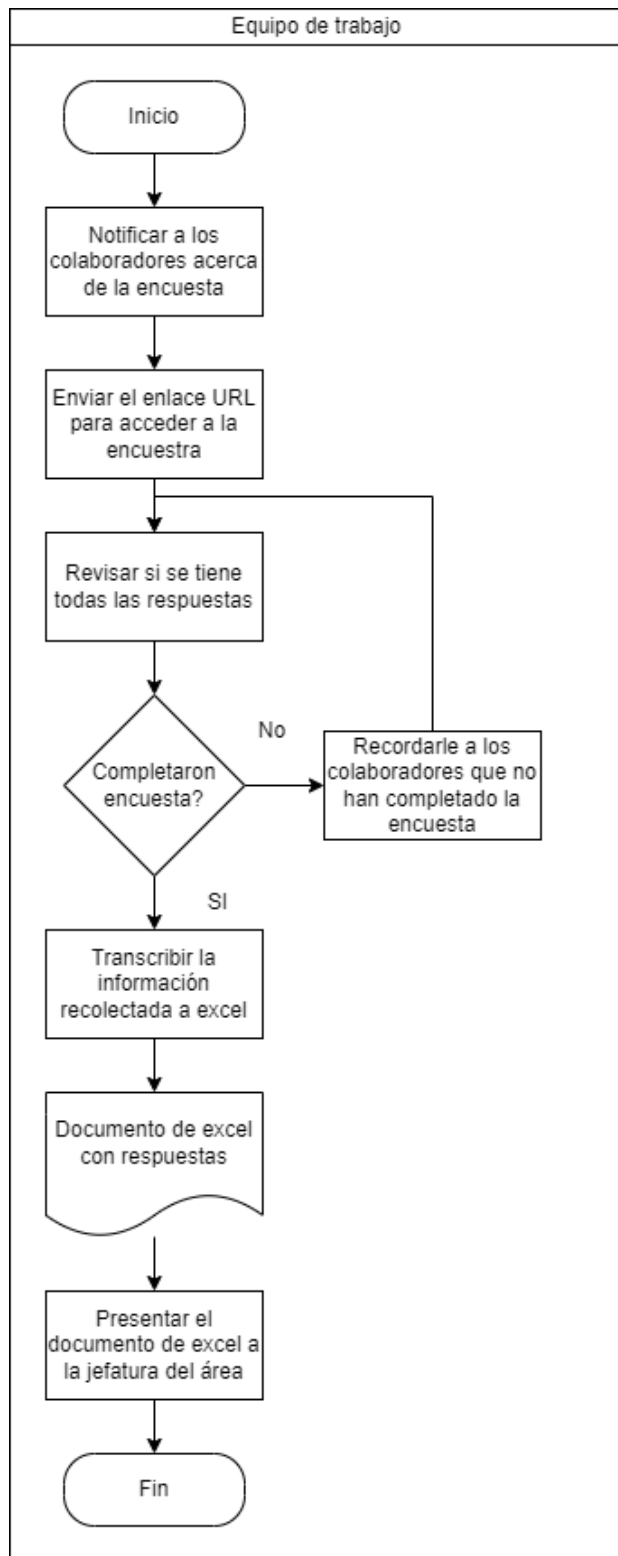 Equipo de trabajo
Inicio
Notificar a los
colaboradores acerca
de la encuesta
Enviar el enlace URL
para acceder a la
encuestra
Revisar si se tiene
todas las respuestas
Completaron
encuesta?
No
Recordarle a los
colaboradores que no
han completado la
encuesta
SI
Transcribir la
información
recolectada a excel
Documento de excel
con respuestas
Presentar el
documento de excel a
la jefatura del área
Fin